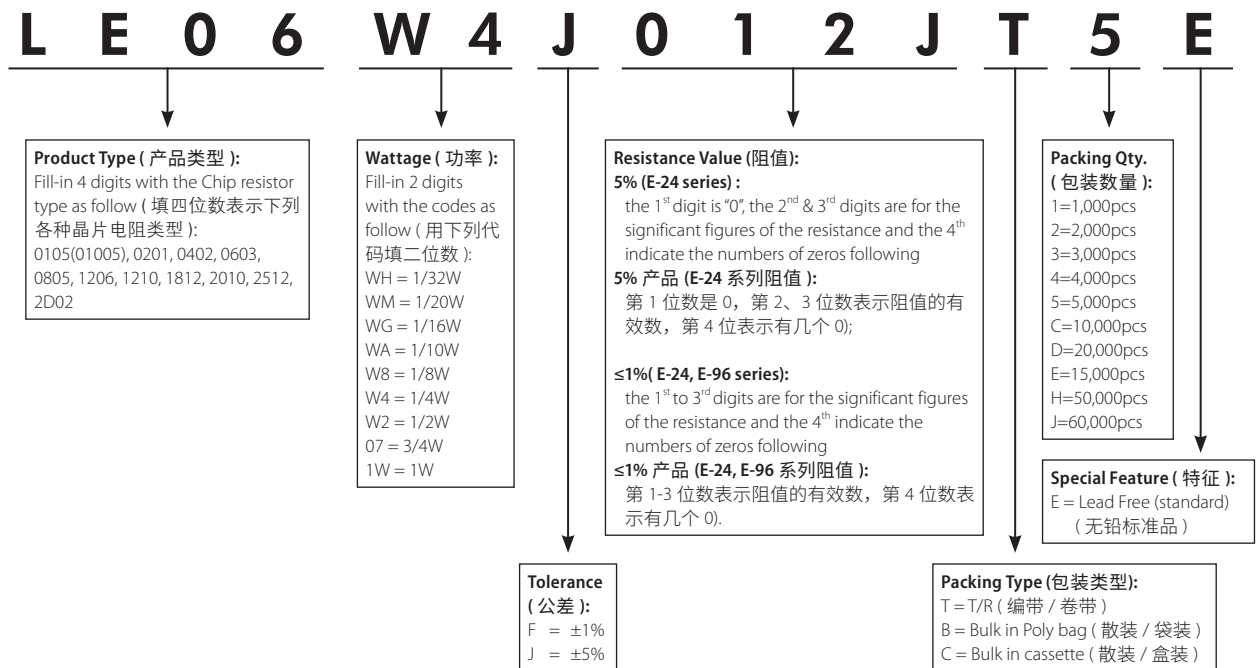 L E 0 6 W 4 J 0 1 2 J T 5 E
Product Type ( 产品类型 ):
Fill-in 4 digits with the Chip resistor
type as follow ( 填四位数表示下列
各种晶片电阻类型 ):
0105(01005), 0201, 0402, 0603,
0805, 1206, 1210, 1812, 2010, 2512,
2D02
Wattage ( 功率 ):
Fill-in 2 digits
with the codes as
follow ( 用下列代
码填二位数 ):
WH = 1/32W
WM = 1/20W
WG = 1/16W
WA = 1/10W
W8 = 1/8W
W4 = 1/4W
W2 = 1/2W
07 = 3/4W
1W = 1W
Tolerance
( 公差 ):
F = ±1%
J = ±5%
Resistance Value (阻值):
5% (E-24 series) :
the 1st digit is “0”, the 2nd & 3rd digits are for the
significant figures of the resistance and the 4th
indicate the numbers of zeros following
5% 产品 (E-24 系列阻值 ):
第 1 位数是 0，第 2、3 位数表示阻值的有
效数，第 4 位表示有几个 0);
≤1%( E-24, E-96 series):
the 1st to 3rd digits are for the significant figures
of the resistance and the 4th indicate the
numbers of zeros following
≤1% 产品 (E-24, E-96 系列阻值 ):
第 1-3 位数表示阻值的有效数，第 4 位数表
示有几个 0).
Packing Type (包装类型):
T = T/R ( 编带 / 卷带 )
B = Bulk in Poly bag ( 散装 / 袋装 )
C = Bulk in cassette ( 散装 / 盒装 )
Packing Qty.
( 包装数量 ):
1=1,000pcs
2=2,000pcs
3=3,000pcs
4=4,000pcs
5=5,000pcs
C=10,000pcs
D=20,000pcs
E=15,000pcs
H=50,000pcs
J=60,000pcs
Special Feature ( 特征 ):
E = Lead Free (standard)
( 无铅标准品 )